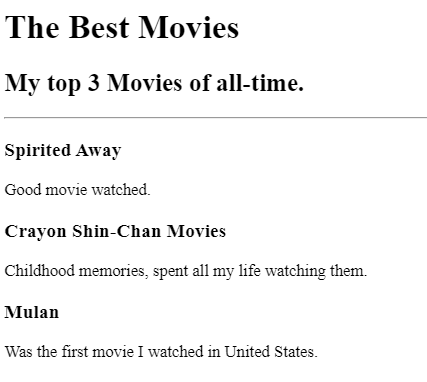 The Best Movies
My top 3 Movies of all-time.
Spirited Away
Good movie watched.
Crayon Shin-Chan Movies
Childhood memories, spent all my life watching them.
Mulan
Was the first movie I watched in United States.